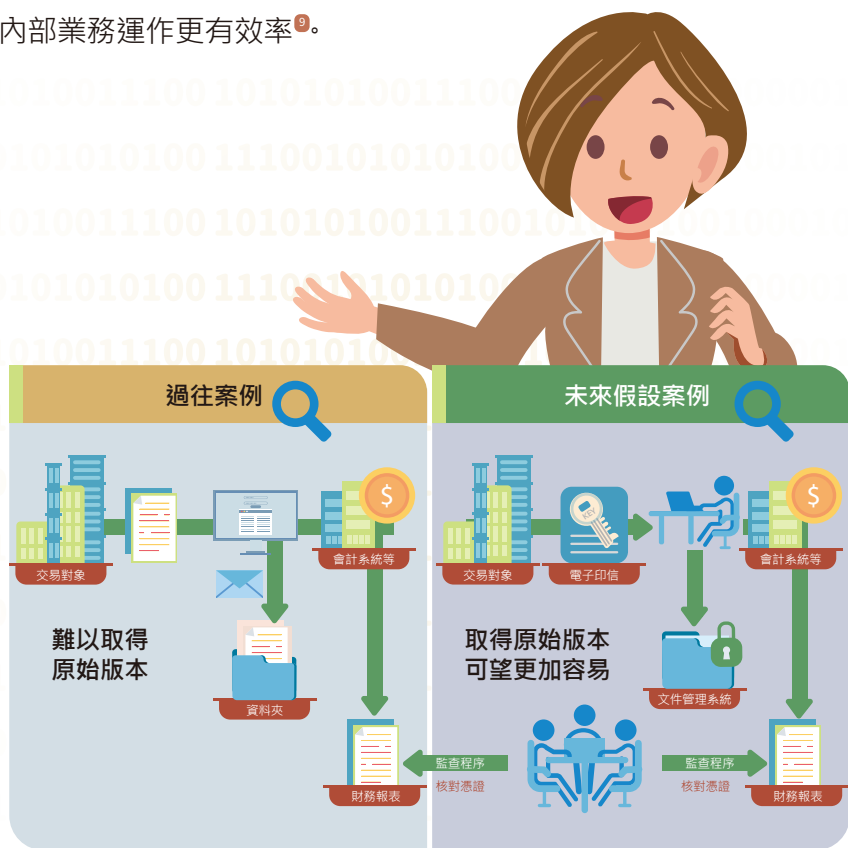 內部業務運作更有效率9。
過往案例
交易對象
會計系統等
難以取得
原始版本
資料夾
財務報表
未來假設案例
交易對象
KEY
電子印信
會計系統等
取得原始版本
可望更加容易
文件管理系統
監查程序
核對憑證
監查程序
核對憑證
財務報表